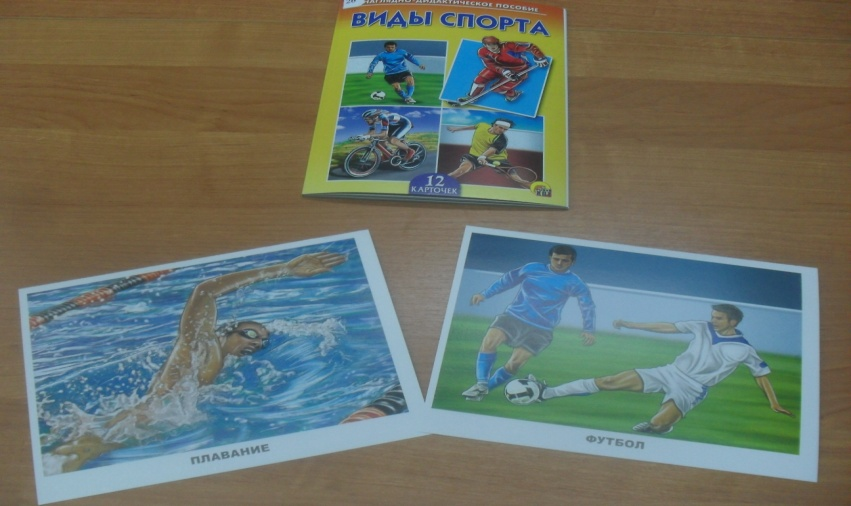 НАГЛЯДНО-ДИДАКТИЧЕСКОЕ ПОСОБИЕ
ВИДЫ СПОРТА
12
КАРТОЧЕК
ПЛАВАНИЕ
ФУТБОЛ